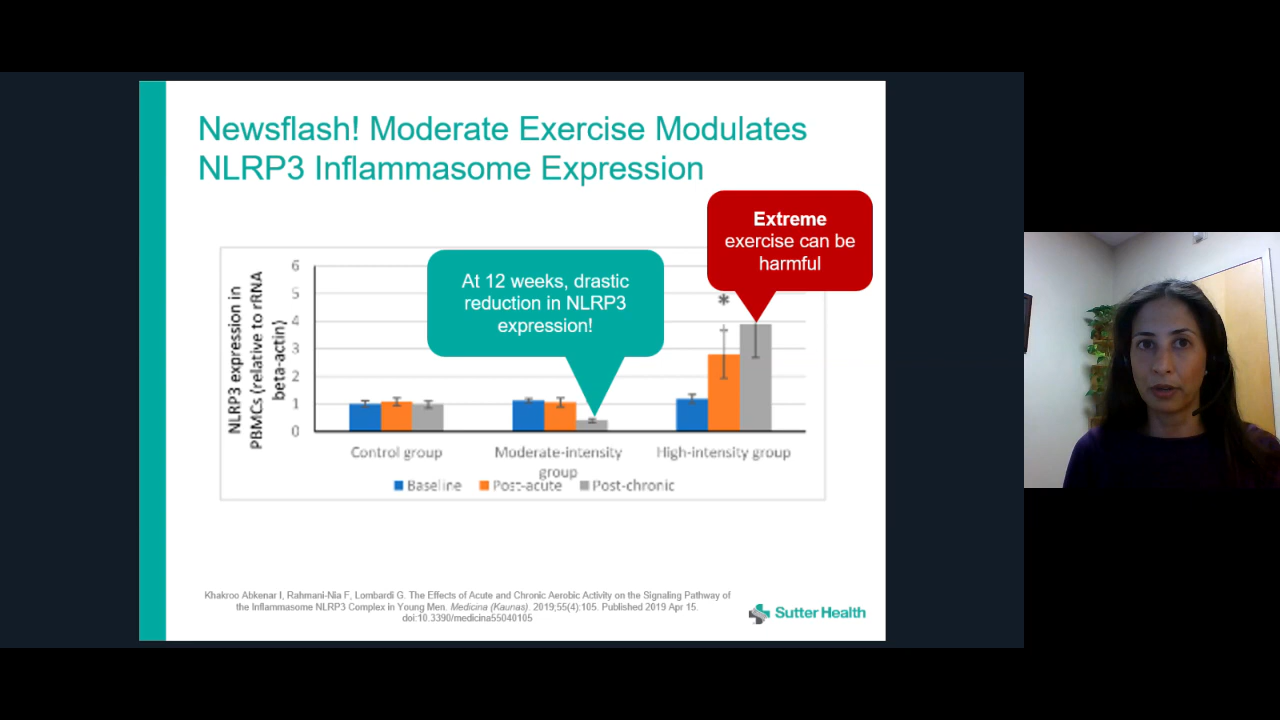 Newsflash! Moderate Exercise Modulates
NLRP3 Inflammasome Expression
Extreme
exercise can be
harmful
At 12 weeks, drastic
reduction in NLRP3
expression!
*
NLRP3 expression in
PBMCs (relative to rRNA
beta-actin)
6
5
4
3
2
1
0
Control group
Moderate-intensity
group
High-intensity group
Baseline
Post-acute
Post-chronic
Khakroo Abkenar I, Rahmani-Nia F, Lombardi G. The Effects of Acute and Chronic Aerobic Activity on the Signaling Pathway of
the Inflammasome NLRP3 Complex in Young Men. Medicina (Kaunas). 2019;55(4):105. Published 2019 Apr 15.
doi:10.3390/medicina55040105
Sutter Health